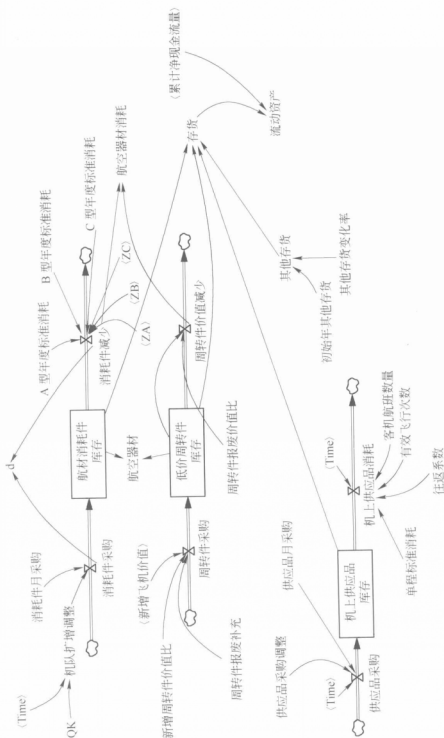 〈Time〉
QK
机队扩增调整
消耗件月采购
消耗件采购
d
航材消耗件
库存
A 型年度标准消耗
B 型年度标准消耗
C 型年度标准消耗
〈ZC〉
〈ZB〉
〈ZA〉
消耗件减少
航空器材消耗
航空器材
〈新增飞机价值〉
新增周转件价值比
周转件采购
周转件报废补充
低价周转件
库存
周转件价值减少
周转件报废价值比
〈累计净现金流量〉
存货
流动资产
其他存货
初始年其他存货
其他存货变化率
供应品月采购
供应品采购调整
〈Time〉
供应品采购
机上供应品
库存
〈Time〉
机上供应品消耗
客机航班数量
有效飞行次数
往返系数
单程标准消耗